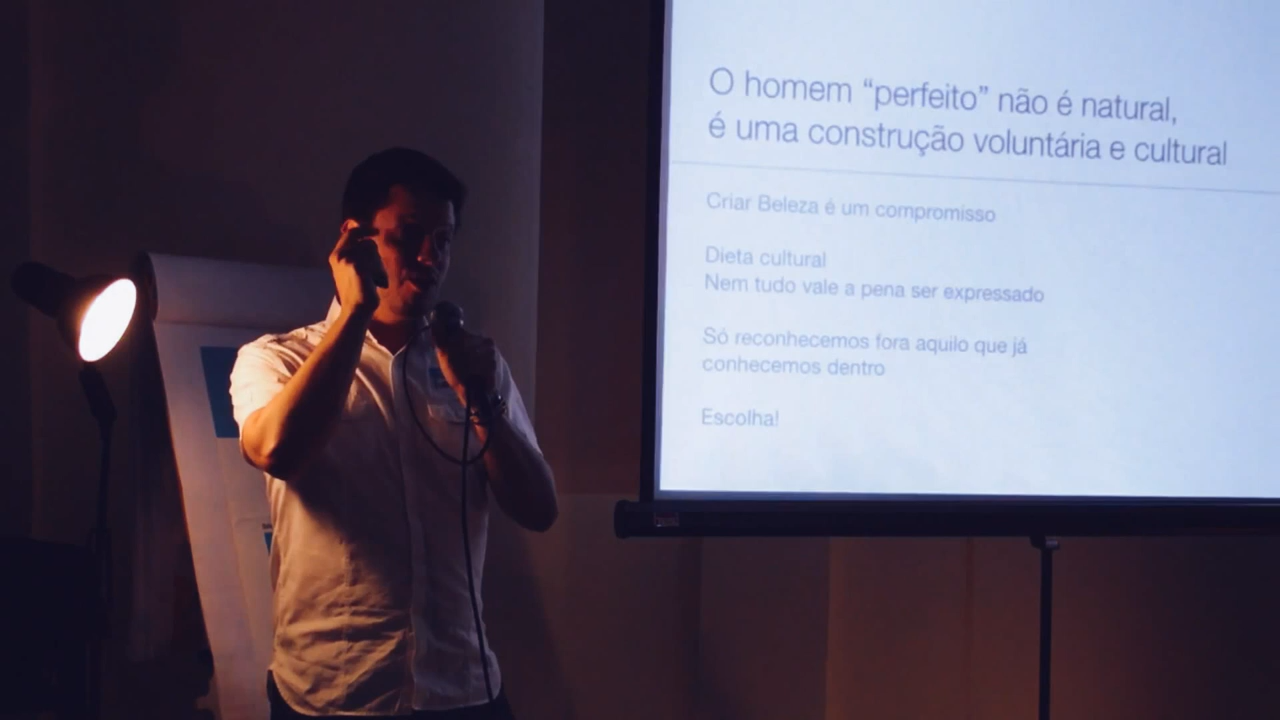 O homem “perfeito” não é natural,
é uma construção voluntária e cultural
Criar Beleza é um compromisso
Dieta cultural
Nem tudo vale a pena ser expressado
Só reconhecemos fora aquilo que já
conhecemos dentro
Escolha!